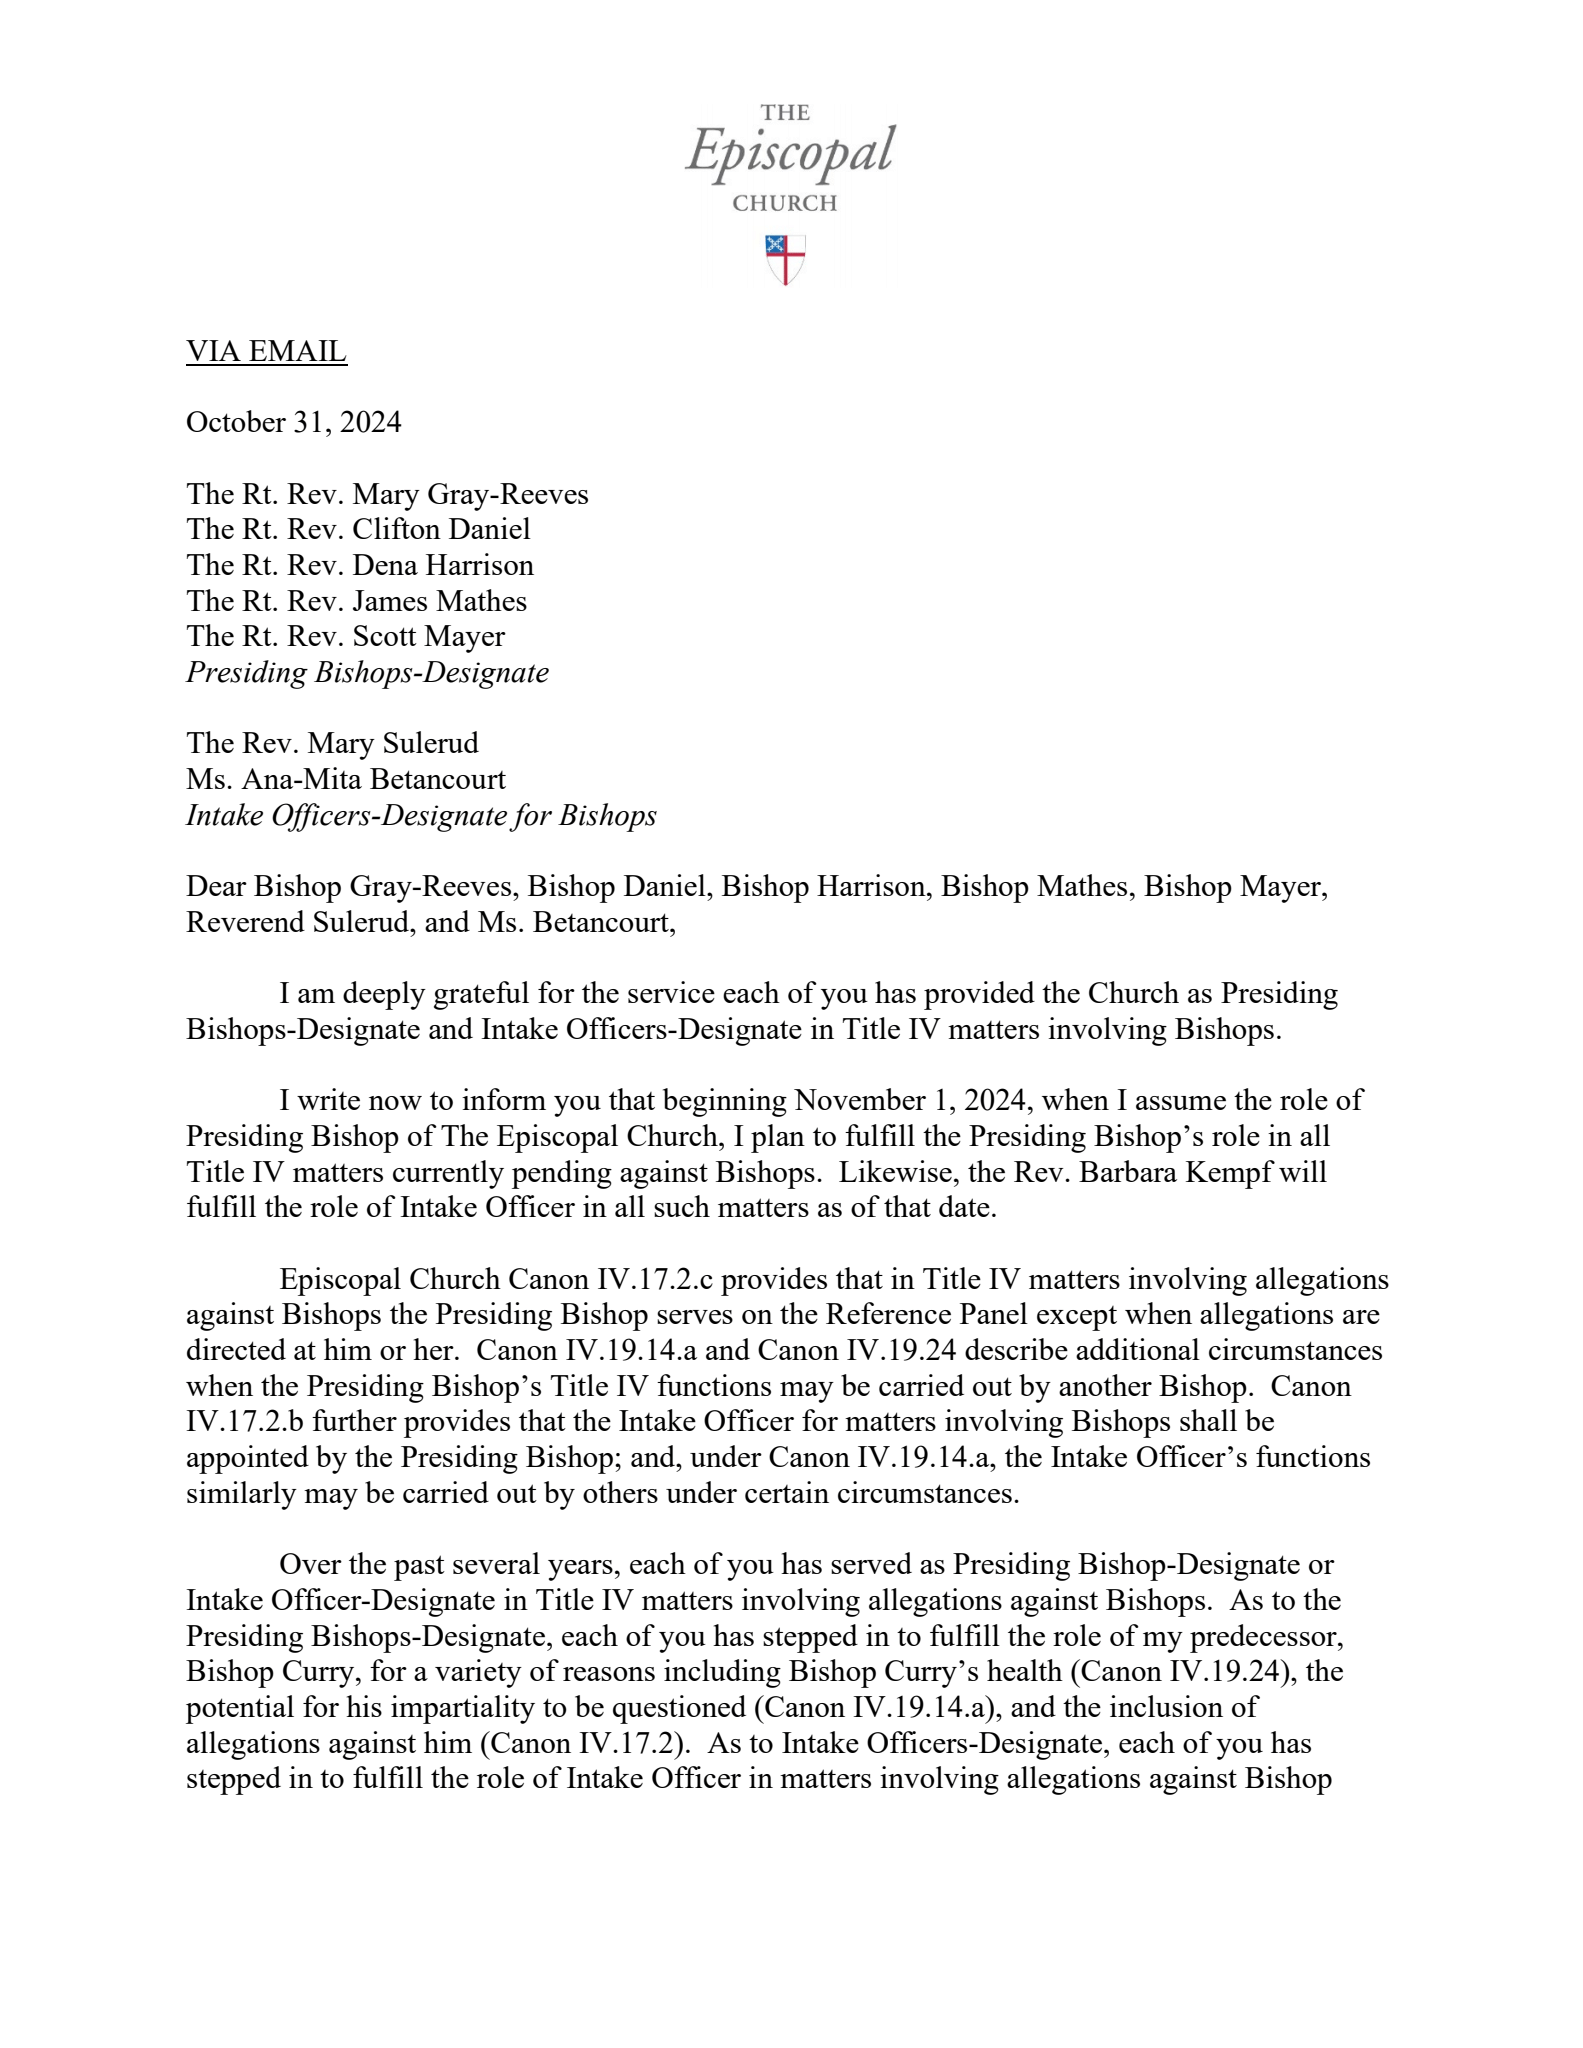 THE
Episcopal
CHURCH
VIA EMAIL
October 31, 2024
The Rt. Rev. Mary Gray-Reeves
The Rt. Rev. Clifton Daniel
The Rt. Rev. Dena Harrison
The Rt. Rev. James Mathes
The Rt. Rev. Scott Mayer
Presiding Bishops-Designate
The Rev. Mary Sulerud
Ms. Ana-Mita Betancourt
Intake Officers-Designate for Bishops
Dear Bishop Gray-Reeves, Bishop Daniel, Bishop Harrison, Bishop Mathes, Bishop Mayer,
Reverend Sulerud, and Ms. Betancourt,
I am deeply grateful for the service each of you has provided the Church as Presiding
Bishops-Designate and Intake Officers-Designate in Title IV matters involving Bishops.
I write now to inform you that beginning November 1, 2024, when I assume the role of
Presiding Bishop of The Episcopal Church, I plan to fulfill the Presiding Bishop’s role in all
Title IV matters currently pending against Bishops.  Likewise, the Rev. Barbara Kempf will
fulfill the role of Intake Officer in all such matters as of that date.
Episcopal Church Canon IV.17.2.c provides that in Title IV matters involving allegations
against Bishops the Presiding Bishop serves on the Reference Panel except when allegations are
directed at him or her.  Canon IV.19.14.a and Canon IV.19.24 describe additional circumstances
when the Presiding Bishop’s Title IV functions may be carried out by another Bishop.  Canon
IV.17.2.b further provides that the Intake Officer for matters involving Bishops shall be
appointed by the Presiding Bishop; and, under Canon IV.19.14.a, the Intake Officer’s functions
similarly may be carried out by others under certain circumstances.
Over the past several years, each of you has served as Presiding Bishop-Designate or
Intake Officer-Designate in Title IV matters involving allegations against Bishops.  As to the
Presiding Bishops-Designate, each of you has stepped in to fulfill the role of my predecessor,
Bishop Curry, for a variety of reasons including Bishop Curry’s health (Canon IV.19.24), the
potential for his impartiality to be questioned (Canon IV.19.14.a), and the inclusion of
allegations against him (Canon IV.17.2).  As to Intake Officers-Designate, each of you has
stepped in to fulfill the role of Intake Officer in matters involving allegations against Bishop